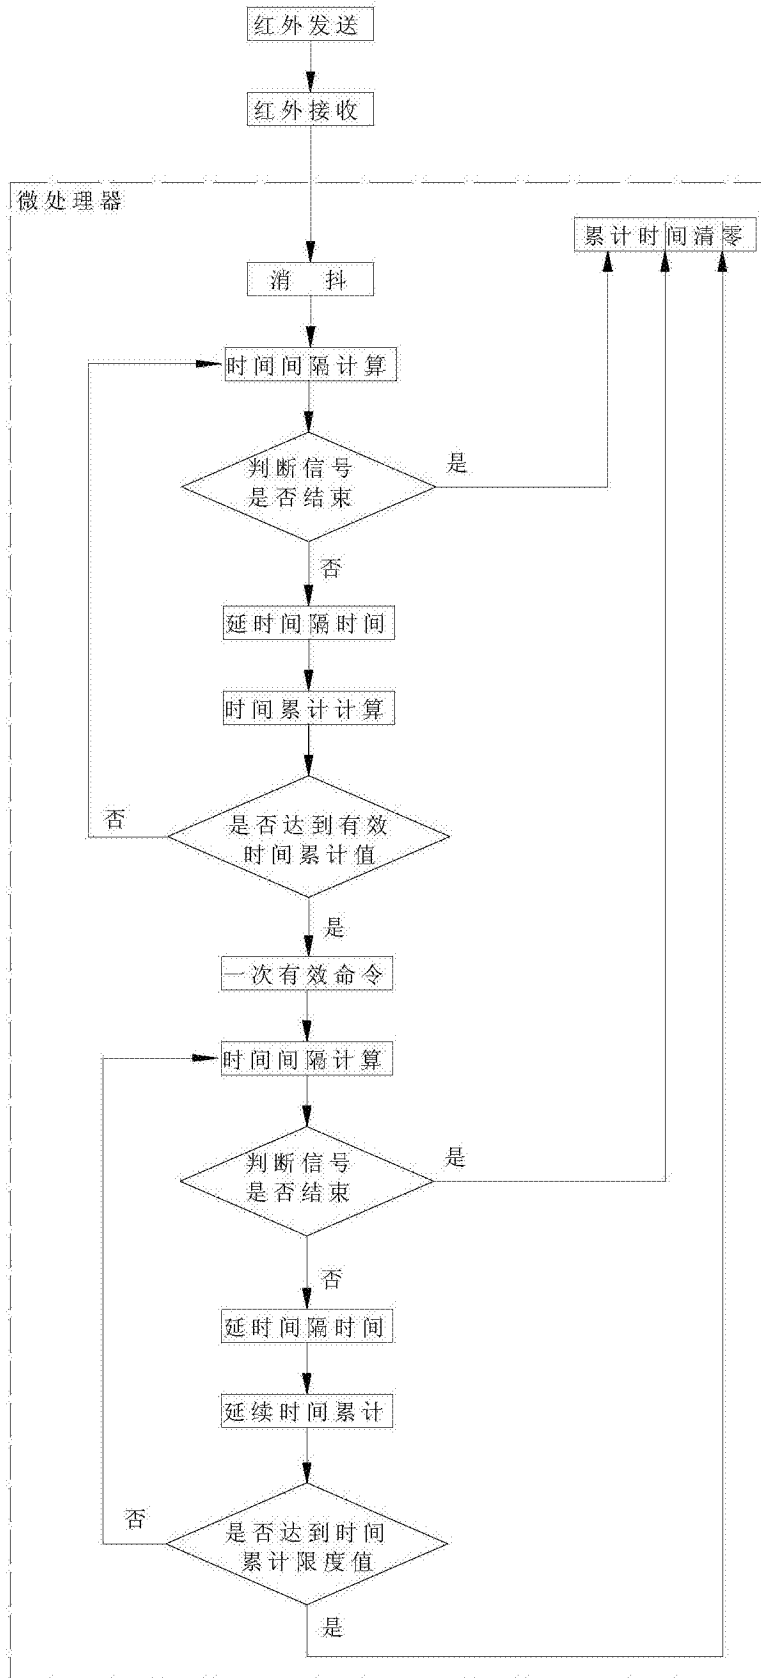 红外发送
红外接收
微处理器
累计时间清零
消 抖
时间间隔计算
判断信号
是否结束
是
否
延时间隔时间
时间累计计算
是否达到有效
时间累计值
否
是
一次有效命令
时间间隔计算
判断信号
是否结束
是
否
延时间隔时间
延续时间累计
是否达到时间
累计限度值
否
是